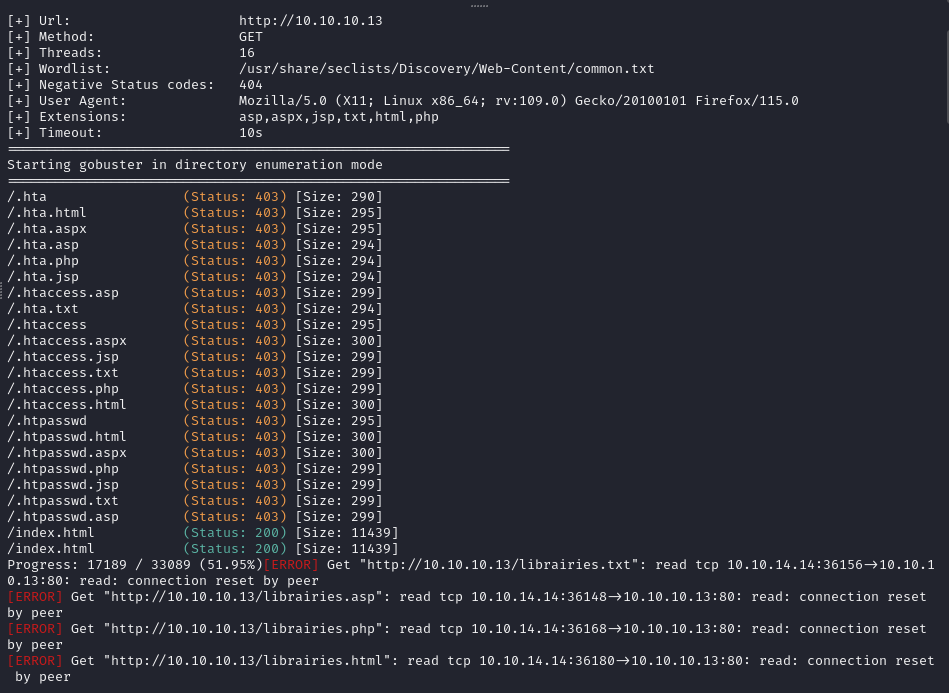 [+] Url:                     http://10.10.10.13
[+] Method:                  GET
[+] Threads:                 16
[+] Wordlist:                /usr/share/seclists/Discovery/Web-Content/common.txt
[+] Negative Status codes:   404
[+] User Agent:              Mozilla/5.0 (X11; Linux x86_64; rv:109.0) Gecko/20100101 Firefox/115.0
[+] Extensions:              asp,aspx,jsp,txt,html,php
[+] Timeout:                 10s
===============================================================
Starting gobuster in directory enumeration mode
===============================================================
/.hta                 (Status: 403) [Size: 290]
/.hta.html            (Status: 403) [Size: 295]
/.hta.aspx            (Status: 403) [Size: 295]
/.hta.asp             (Status: 403) [Size: 294]
/.hta.php             (Status: 403) [Size: 294]
/.hta.jsp             (Status: 403) [Size: 294]
/.htaccess.asp        (Status: 403) [Size: 299]
/.hta.txt             (Status: 403) [Size: 294]
/.htaccess            (Status: 403) [Size: 295]
/.htaccess.aspx       (Status: 403) [Size: 300]
/.htaccess.jsp        (Status: 403) [Size: 299]
/.htaccess.txt        (Status: 403) [Size: 299]
/.htaccess.php        (Status: 403) [Size: 299]
/.htaccess.html       (Status: 403) [Size: 300]
/.htpasswd            (Status: 403) [Size: 295]
/.htpasswd.html       (Status: 403) [Size: 300]
/.htpasswd.aspx       (Status: 403) [Size: 300]
/.htpasswd.php        (Status: 403) [Size: 299]
/.htpasswd.jsp        (Status: 403) [Size: 299]
/.htpasswd.txt        (Status: 403) [Size: 299]
/.htpasswd.asp        (Status: 403) [Size: 299]
/index.html           (Status: 200) [Size: 11439]
/index.html           (Status: 200) [Size: 11439]
Progress: 17189 / 33089 (51.95%)[ERROR] Get "http://10.10.10.13/librairies.txt": read tcp 10.10.14.14:36156->10.10.1
0.13:80: read: connection reset by peer
[ERROR] Get "http://10.10.10.13/librairies.asp": read tcp 10.10.14.14:36148->10.10.10.13:80: read: connection reset
by peer
[ERROR] Get "http://10.10.10.13/librairies.php": read tcp 10.10.14.14:36168->10.10.10.13:80: read: connection reset
by peer
[ERROR] Get "http://10.10.10.13/librairies.html": read tcp 10.10.14.14:36180->10.10.10.13:80: read: connection reset
 by peer